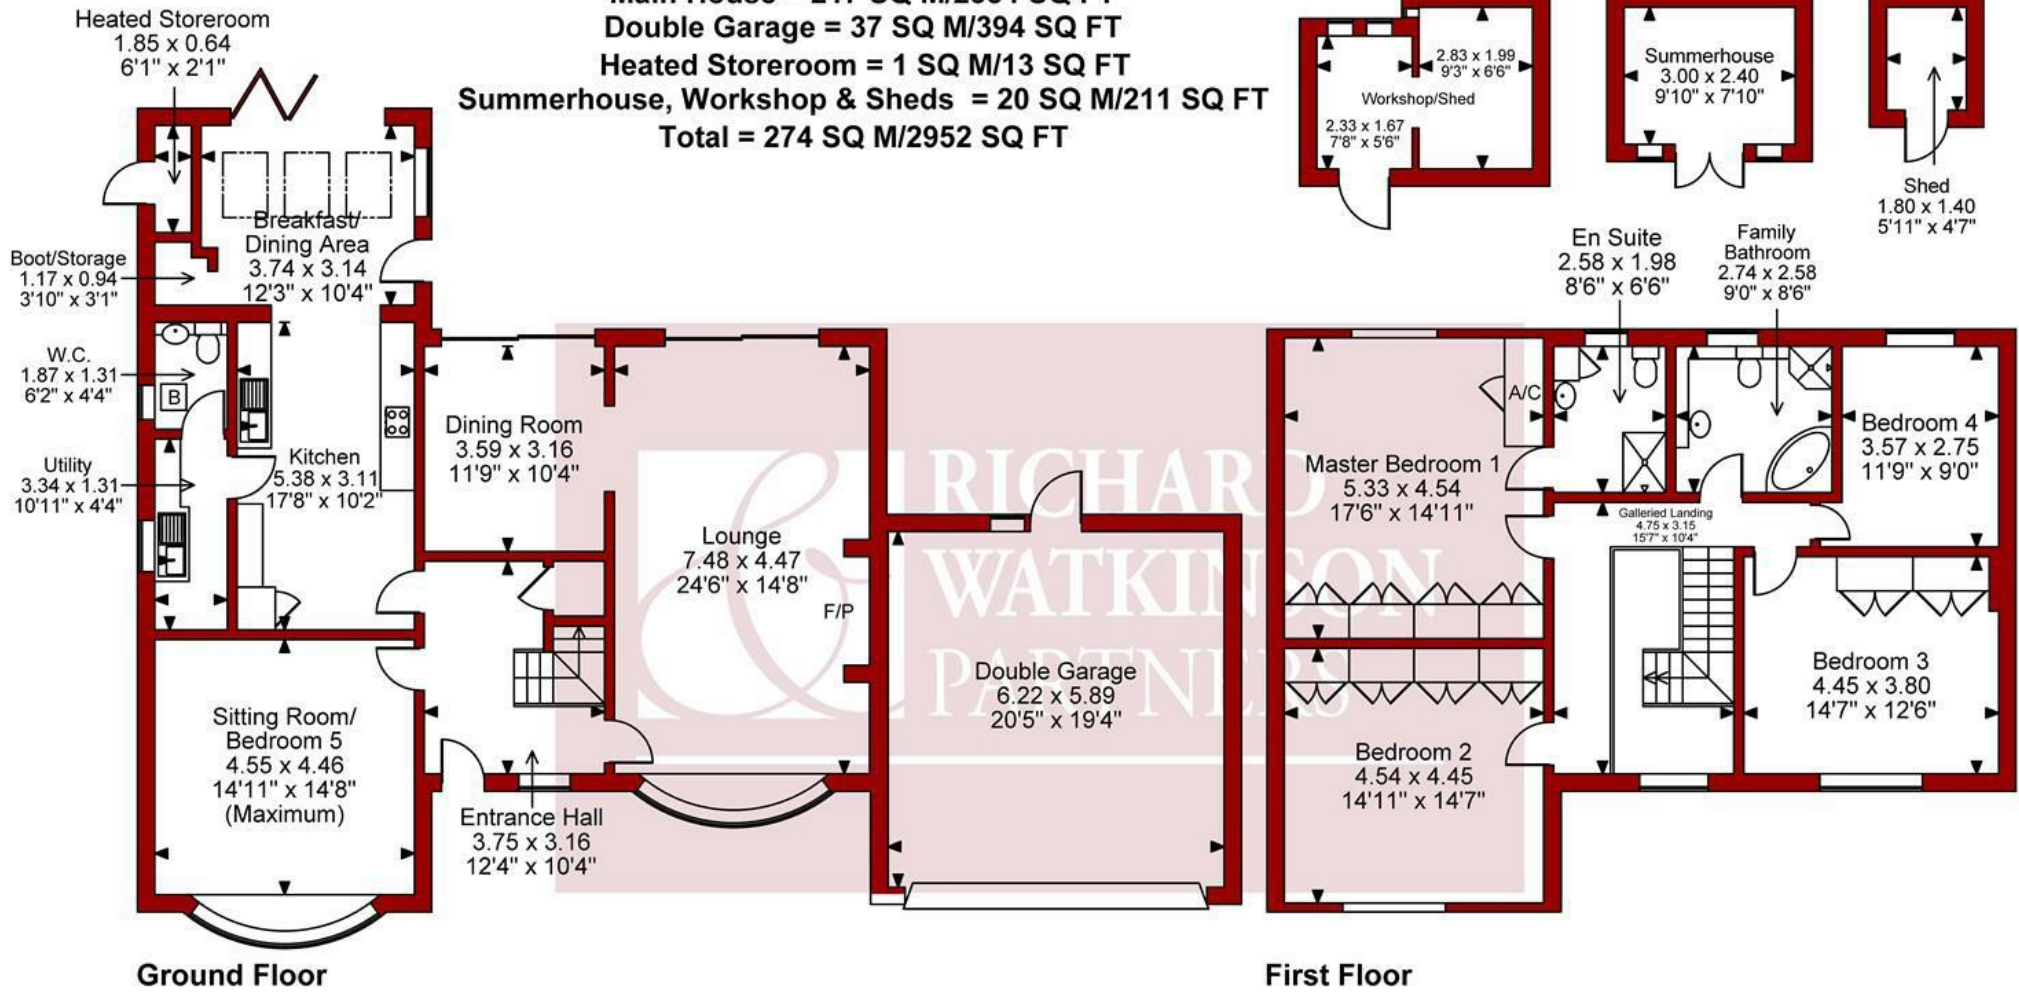 Double Garage = 37 SQ M/394 SQ FT
Heated Storeroom = 1 SQ M/13 SQ FT
Summerhouse, Workshop & Sheds = 20 SQ M/211 SQ FT
Total = 274 SQ M/2952 SQ FT
Heated Storeroom
1.85 x 0.64
6'1" x 2'1"
2.83 x 1.99
9'3" x 6'6"
Workshop/Shed
2.33 x 1.67
7'8" x 5'6"
Summerhouse
3.00 x 2.40
9'10" x 7'10"
Shed
1.80 x 1.40
5'11" x 4'7"
Breakfast/
Dining Area
3.74 x 3.14
12'3" x 10'4"
Boot/Storage
1.17 x 0.94
3'10" x 3'1"
W.C.
1.87 x 1.31
6'2" x 4'4"
B
Utility
3.34 x 1.31
10'11" x 4'4"
Kitchen
5.38 x 3.11
17'8" x 10'2"
Dining Room
3.59 x 3.16
11'9" x 10'4"
Lounge
7.48 x 4.47
24'6" x 14'8"
F/P
Sitting Room/
Bedroom 5
4.55 x 4.46
14'11" x 14'8"
(Maximum)
Entrance Hall
3.75 x 3.16
12'4" x 10'4"
Double Garage
6.22 x 5.89
20'5" x 19'4"
RICHARD
WATKINSON
PARTNERS
&
En Suite
2.58 x 1.98
8'6" x 6'6"
Family
Bathroom
2.74 x 2.58
9'0" x 8'6"
A/C
Master Bedroom 1
5.33 x 4.54
17'6" x 14'11"
Bedroom 4
3.57 x 2.75
11'9" x 9'0"
Galleried Landing
4.75 x 3.15
15'7" x 10'4"
Bedroom 3
4.45 x 3.80
14'7" x 12'6"
Bedroom 2
4.54 x 4.45
14'11" x 14'7"
Ground Floor
First Floor